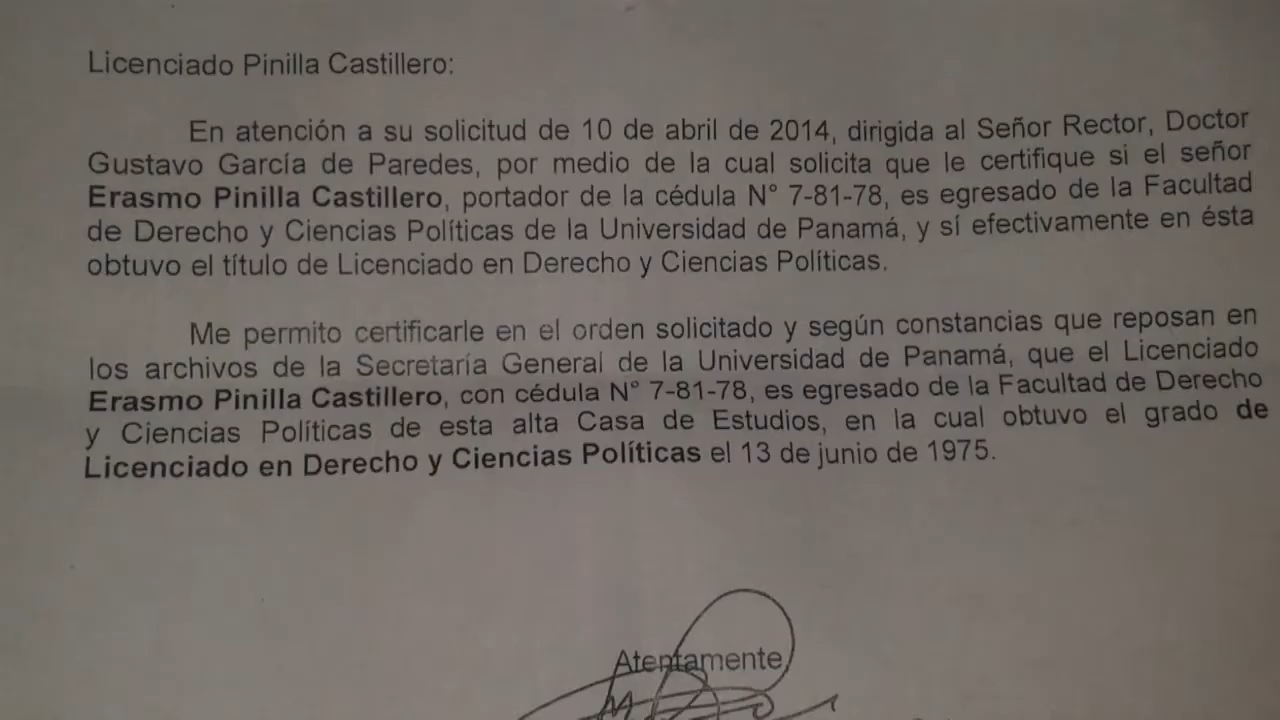 Licenciado Pinilla Castillero:
En atención a su solicitud de 10 de abril de 2014, dirigida al Señor Rector, Doctor
Gustavo García de Paredes, por medio de la cual solicita que le certifique si el señor
Erasmo Pinilla Castillero, portador de la cédula N° 7-81-78, es egresado de la Facultad
de Derecho y Ciencias Políticas de la Universidad de Panamá, y sí efectivamente en ésta
obtuvo el título de Licenciado en Derecho y Ciencias Políticas.
Me permito certificarle en el orden solicitado y según constancias que reposan en
los archivos de la Secretaría General de la Universidad de Panamá, que el Licenciado
Erasmo Pinilla Castillero, con cédula N° 7-81-78, es egresado de la Facultad de Derecho
y Ciencias Políticas de esta alta Casa de Estudios, en la cual obtuvo el grado de
Licenciado en Derecho y Ciencias Políticas el 13 de junio de 1975.
Atentamente